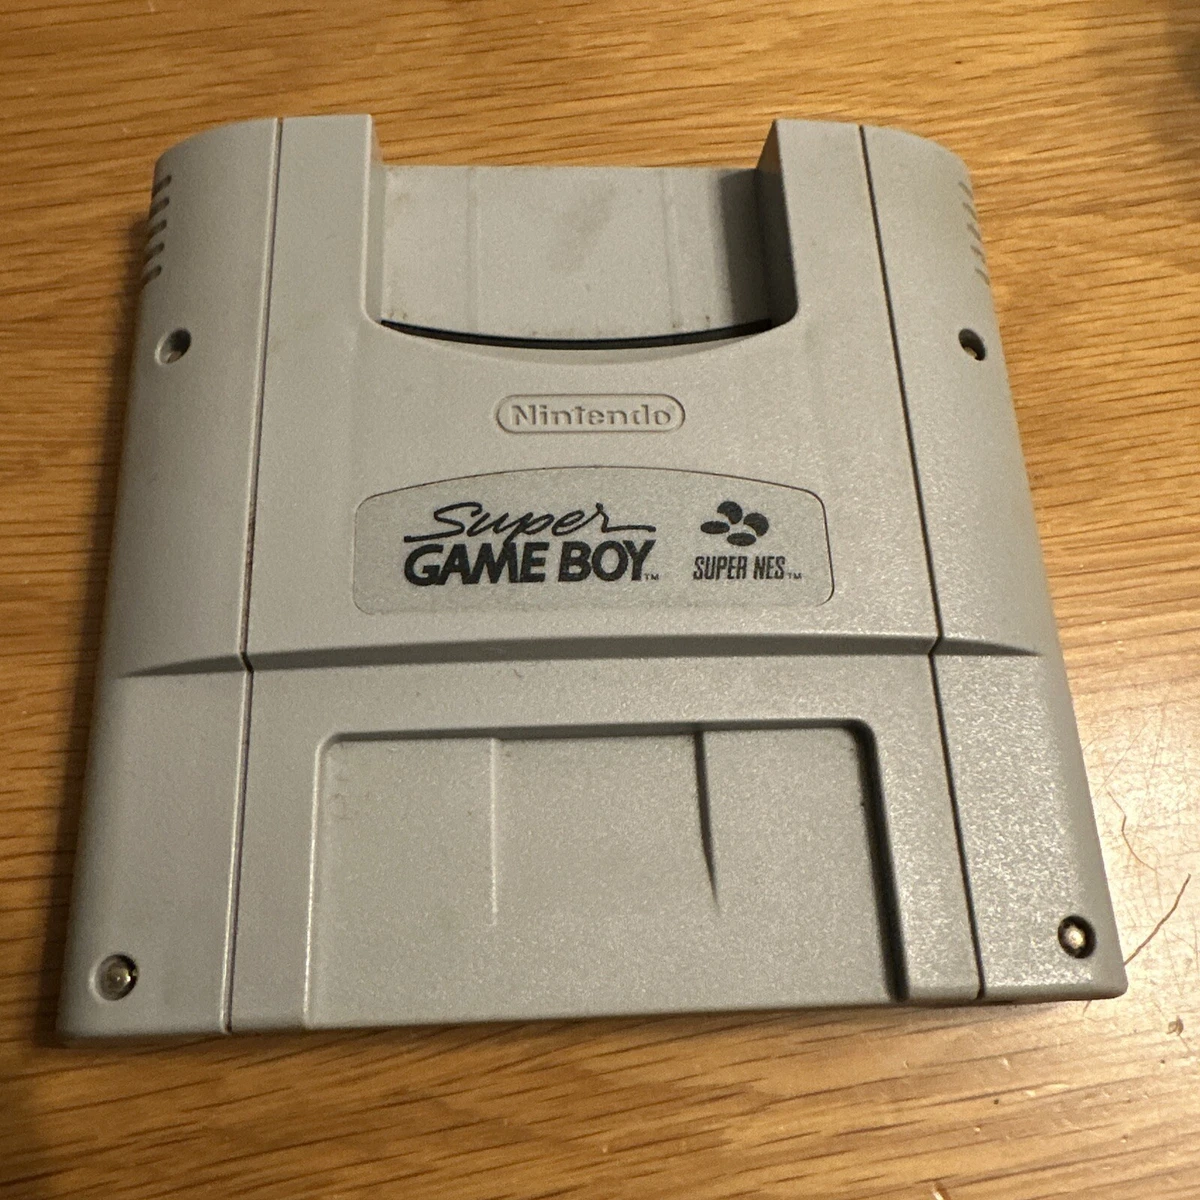 Nintendo
Super
GAME BOY™
SUPER NES™